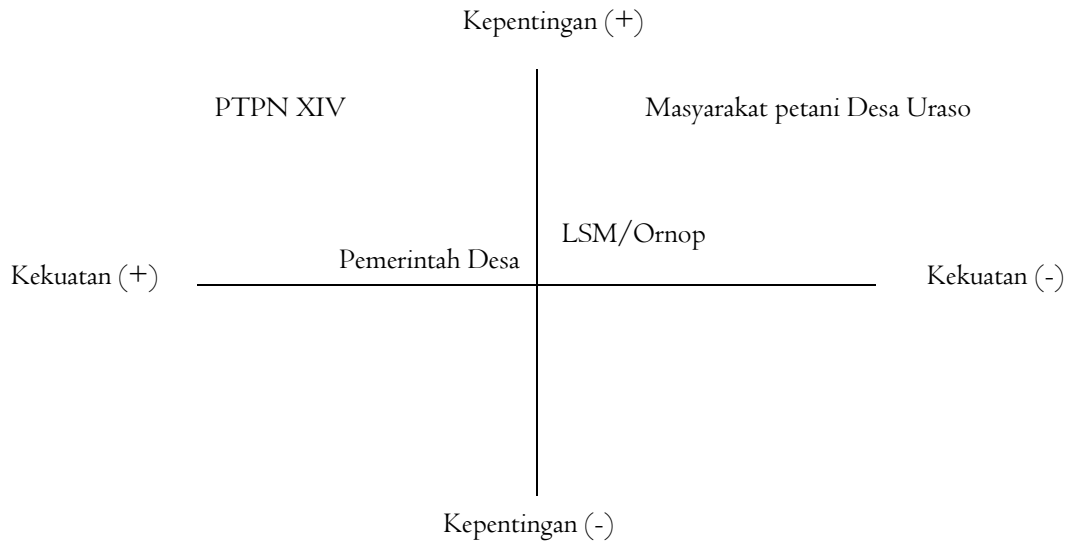 Kepentingan (+)
PTPN XIV
Masyarakat petani Desa Uraso
LSM/Ornop
Pemerintah Desa
Kekuatan (+)
Kekuatan (-)
Kepentingan (-)